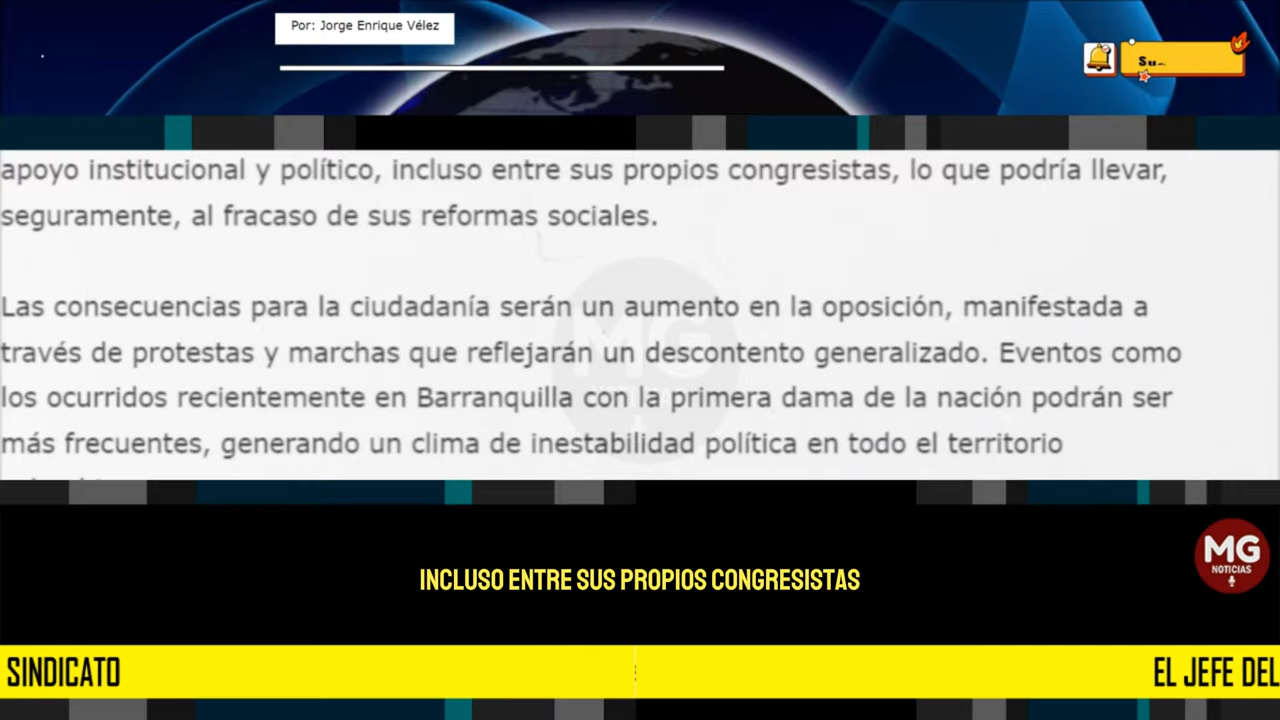 Por: Jorge Enrique Vélez
apoyo institucional y político, incluso entre sus propios congresistas, lo que podría llevar,
seguramente, al fracaso de sus reformas sociales.
Las consecuencias para la ciudadanía serán un aumento en la oposición, manifestada a
través de protestas y marchas que reflejarán un descontento generalizado. Eventos como
los ocurridos recientemente en Barranquilla con la primera dama de la nación podrán ser
más frecuentes, generando un clima de inestabilidad política en todo el territorio
INCLUSO ENTRE SUS PROPIOS CONGRESISTAS
MG
NOTICIAS
SINDICATO
EL JEFE DEL